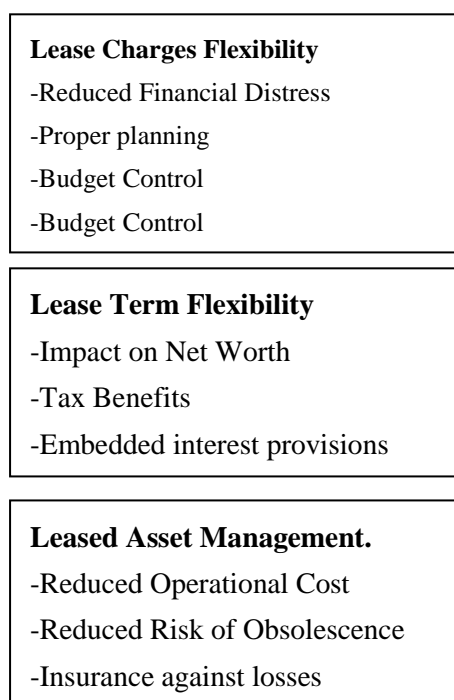 Lease Charges Flexibility
-Reduced Financial Distress
-Proper planning
-Budget Control
-Budget Control
Lease Term Flexibility
-Impact on Net Worth
-Tax Benefits
-Embedded interest provisions
Leased Asset Management.
-Reduced Operational Cost
-Reduced Risk of Obsolescence
-Insurance against losses